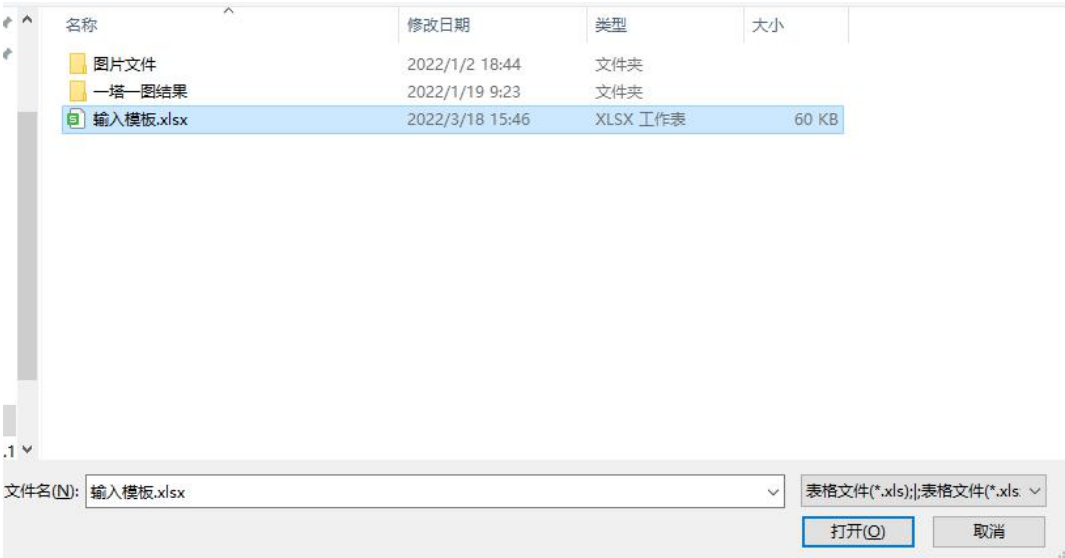 名称 修改日期 类型 大小
图片文件 2022/1/2 18:44 文件夹
一塔一图结果 2022/1/19 9:23 文件夹
输入模板.xlsx 2022/3/18 15:46 XLSX 工作表 60 KB
.1
文件名(N): 输入模板.xlsx 表格文件(*.xls);|;表格文件(*.xls
打开(O) 取消